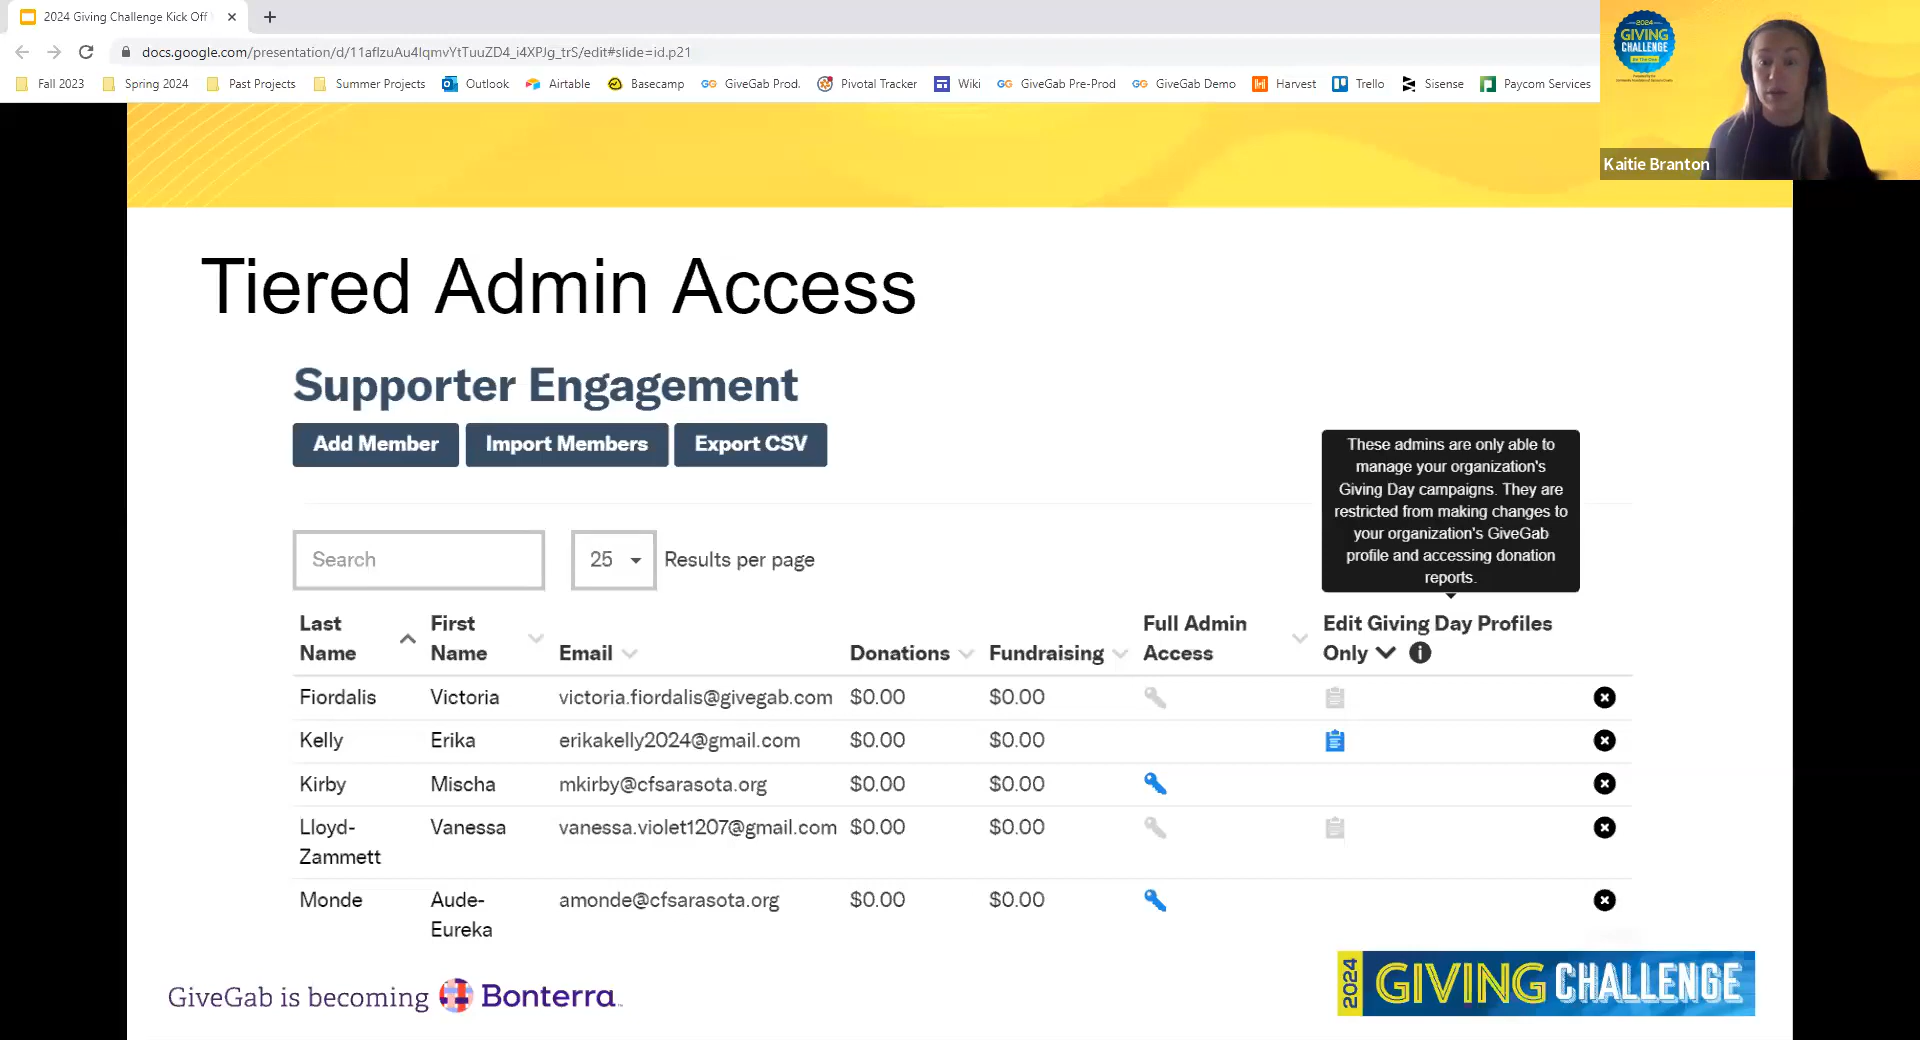 2024 Giving Challenge Kick Off
docs.google.com/presentation/d/11aflzuAu4lqmvYtTuuZD4_i4XPJg_trS/edit#slide=id.p21
Fall 2023 Spring 2024 Past Projects Summer Projects Outlook Airtable Basecamp GiveGab Prod. Pivotal Tracker Wiki GiveGab Pre-Prod GiveGab Demo Harvest Trello Sisense Paycom Services
2024
GIVING
CHALLENGE
Be The One
Kaitie Branton
Tiered Admin Access
Supporter Engagement
Add Member Import Members Export CSV
These admins are only able to
manage your organization's
Giving Day campaigns. They are
restricted from making changes to
your organization's GiveGab
profile and accessing donation
reports.
Search 25 Results per page
Last Name First Name Email Donations Fundraising Full Admin Access Edit Giving Day Profiles Only
Fiordalis Victoria victoria.fiordalis@givegab.com $0.00 $0.00
Kelly Erika erikakelly2024@gmail.com $0.00 $0.00
Kirby Mischa mkirby@cfsarasota.org $0.00 $0.00
Lloyd-Zammett Vanessa vanessa.violet1207@gmail.com $0.00 $0.00
Monde Aude-Eureka amonde@cfsarasota.org $0.00 $0.00
GiveGab is becoming Bonterra
2024 GIVING CHALLENGE